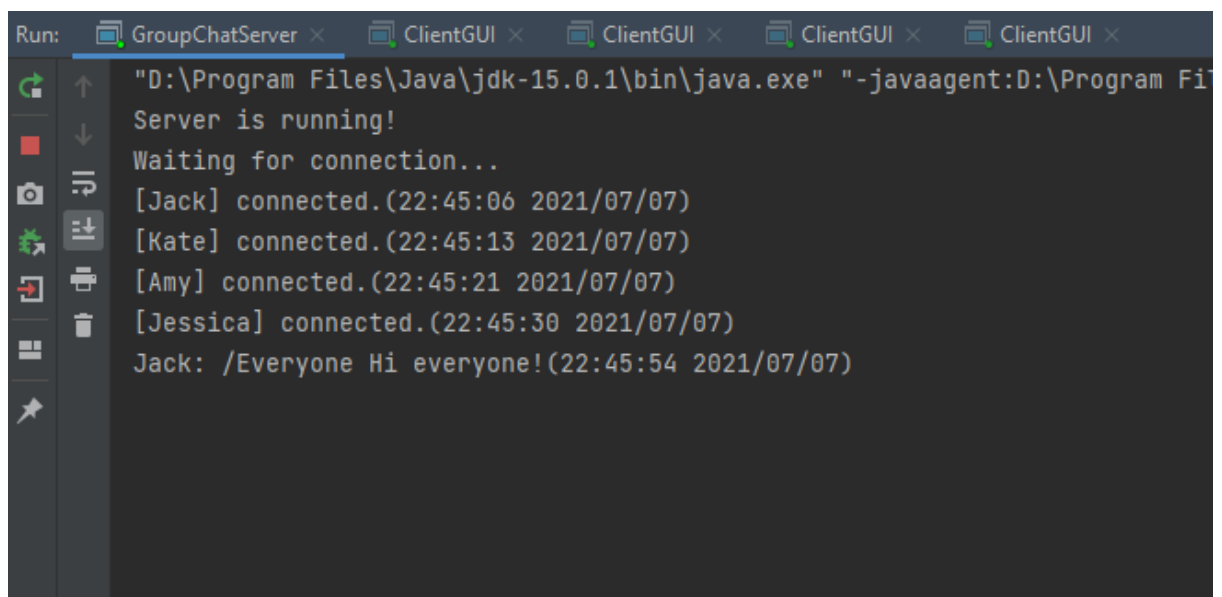 Run: GroupChatServer × ClientGUI × ClientGUI × ClientGUI × ClientGUI ×
"D:\Program Files\Java\jdk-15.0.1\bin\java.exe" "-javaagent:D:\Program Fil
Server is running!
Waiting for connection...
[Jack] connected.(22:45:06 2021/07/07)
[Kate] connected.(22:45:13 2021/07/07)
[Amy] connected.(22:45:21 2021/07/07)
[Jessica] connected.(22:45:30 2021/07/07)
Jack: /Everyone Hi everyone!(22:45:54 2021/07/07)